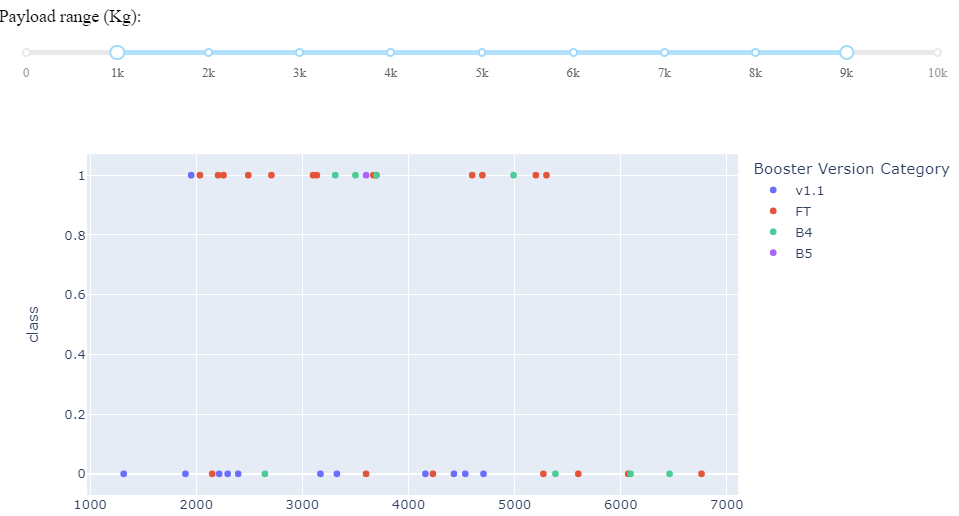 Payload range (Kg):
0 1k 2k 3k 4k 5k 6k 7k 8k 9k 10k
Booster Version Category
v1.1
FT
B4
B5
class
1
0.8
0.6
0.4
0.2
0
1000 2000 3000 4000 5000 6000 7000